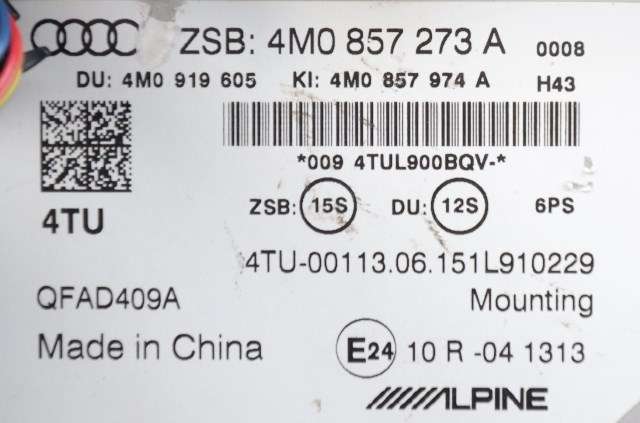 ZSB: 4M0 857 273 A 0008
DU: 4M0 919 605 KI: 4M0 857 974 A H43
*009 4TUL900BQV-*
4TU ZSB: 15S DU: 12S 6PS
4TU-00113.06.151L910229
QFAD409A Mounting
Made in China E24 10 R -04 1313
ALPINE